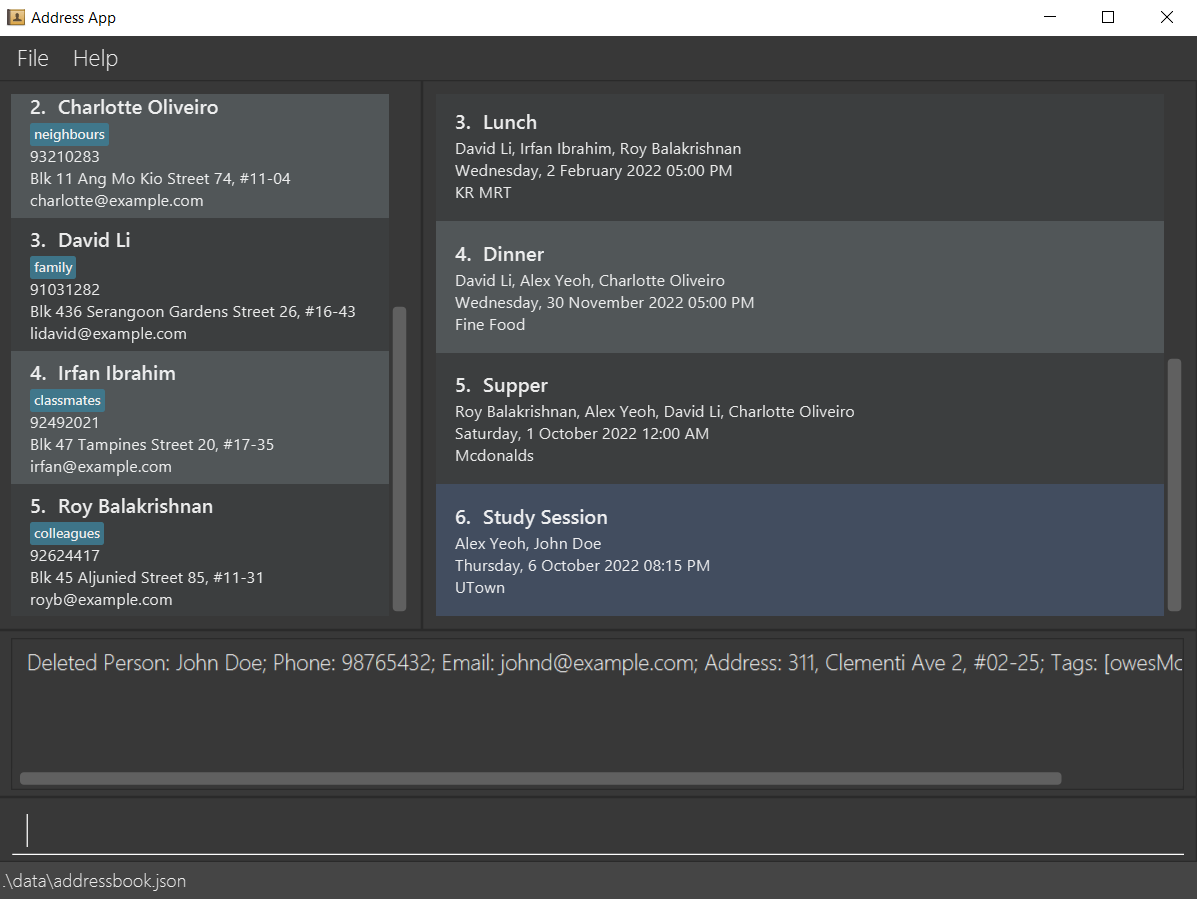 Address App
File Help
2. Charlotte Oliveiro
neighbours
93210283
Blk 11 Ang Mo Kio Street 74, #11-04
charlotte@example.com
3. David Li
family
91031282
Blk 436 Serangoon Gardens Street 26, #16-43
lidavid@example.com
4. Irfan Ibrahim
classmates
92492021
Blk 47 Tampines Street 20, #17-35
irfan@example.com
5. Roy Balakrishnan
colleagues
92624417
Blk 45 Aljunied Street 85, #11-31
royb@example.com
3. Lunch
David Li, Irfan Ibrahim, Roy Balakrishnan
Wednesday, 2 February 2022 05:00 PM
KR MRT
4. Dinner
David Li, Alex Yeoh, Charlotte Oliveiro
Wednesday, 30 November 2022 05:00 PM
Fine Food
5. Supper
Roy Balakrishnan, Alex Yeoh, David Li, Charlotte Oliveiro
Saturday, 1 October 2022 12:00 AM
Mcdonalds
6. Study Session
Alex Yeoh, John Doe
Thursday, 6 October 2022 08:15 PM
UTown
Deleted Person: John Doe; Phone: 98765432; Email: johnd@example.com; Address: 311, Clementi Ave 2, #02-25; Tags: [owesMo
.\data\addressbook.json